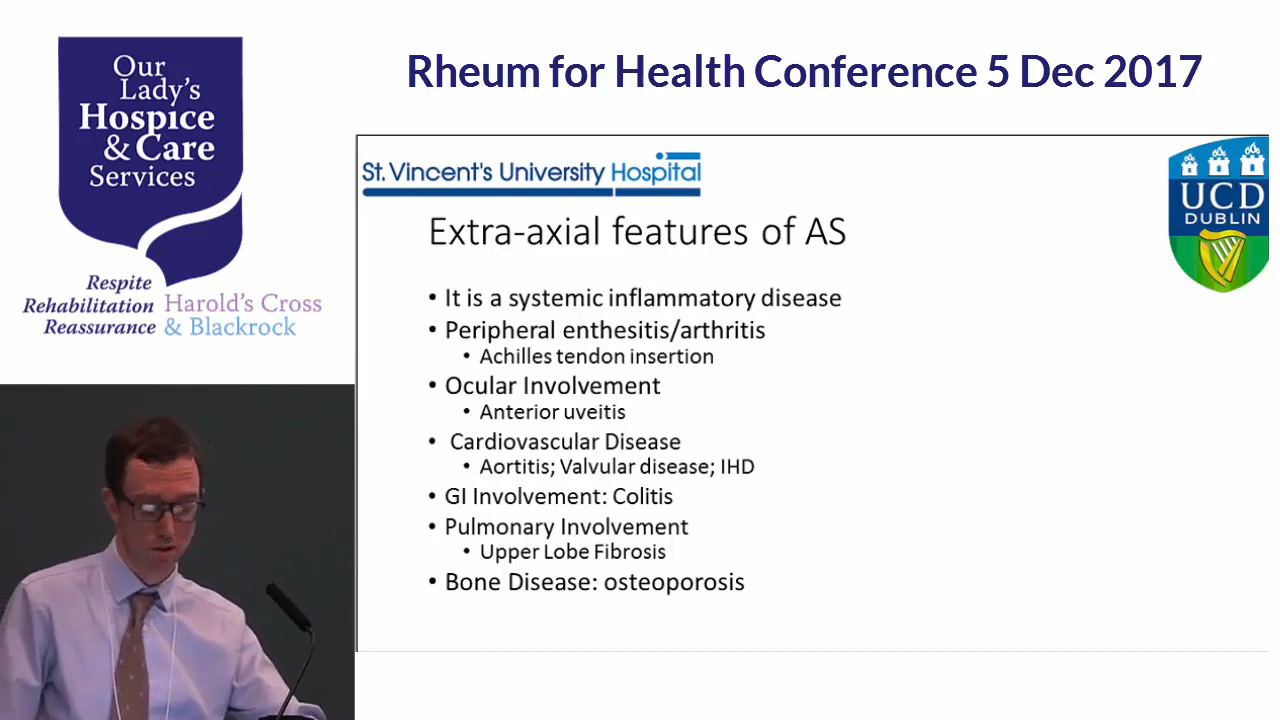 Our
Lady's
Hospice
& Care
Services
Respite
Rehabilitation
Reassurance
Harold's Cross
& Blackrock
Rheum for Health Conference 5 Dec 2017
St. Vincent's University Hospital
UCD
DUBLIN
Extra-axial features of AS
• It is a systemic inflammatory disease
• Peripheral enthesitis/arthritis
• Achilles tendon insertion
• Ocular Involvement
• Anterior uveitis
• Cardiovascular Disease
• Aortitis; Valvular disease; IHD
• GI Involvement: Colitis
• Pulmonary Involvement
• Upper Lobe Fibrosis
• Bone Disease: osteoporosis